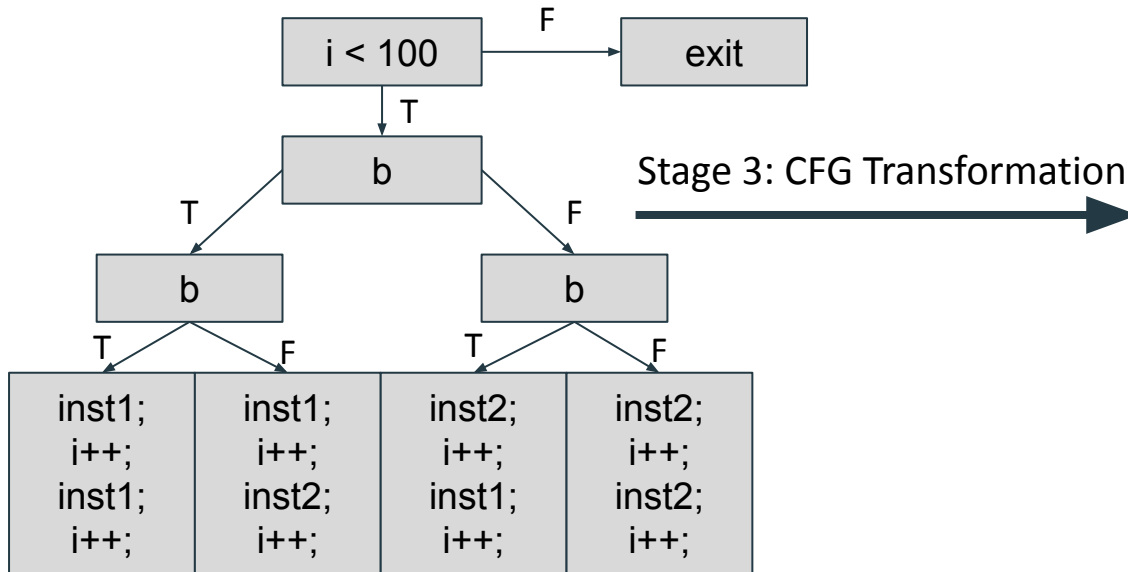 i < 100
F
exit
T
b
Stage 3: CFG Transformation
T
F
b
b
T
F
T
F
inst1;
i++;
inst1;
i++;
inst1;
i++;
inst2;
i++;
inst2;
i++;
inst1;
i++;
inst2;
i++;
inst2;
i++;